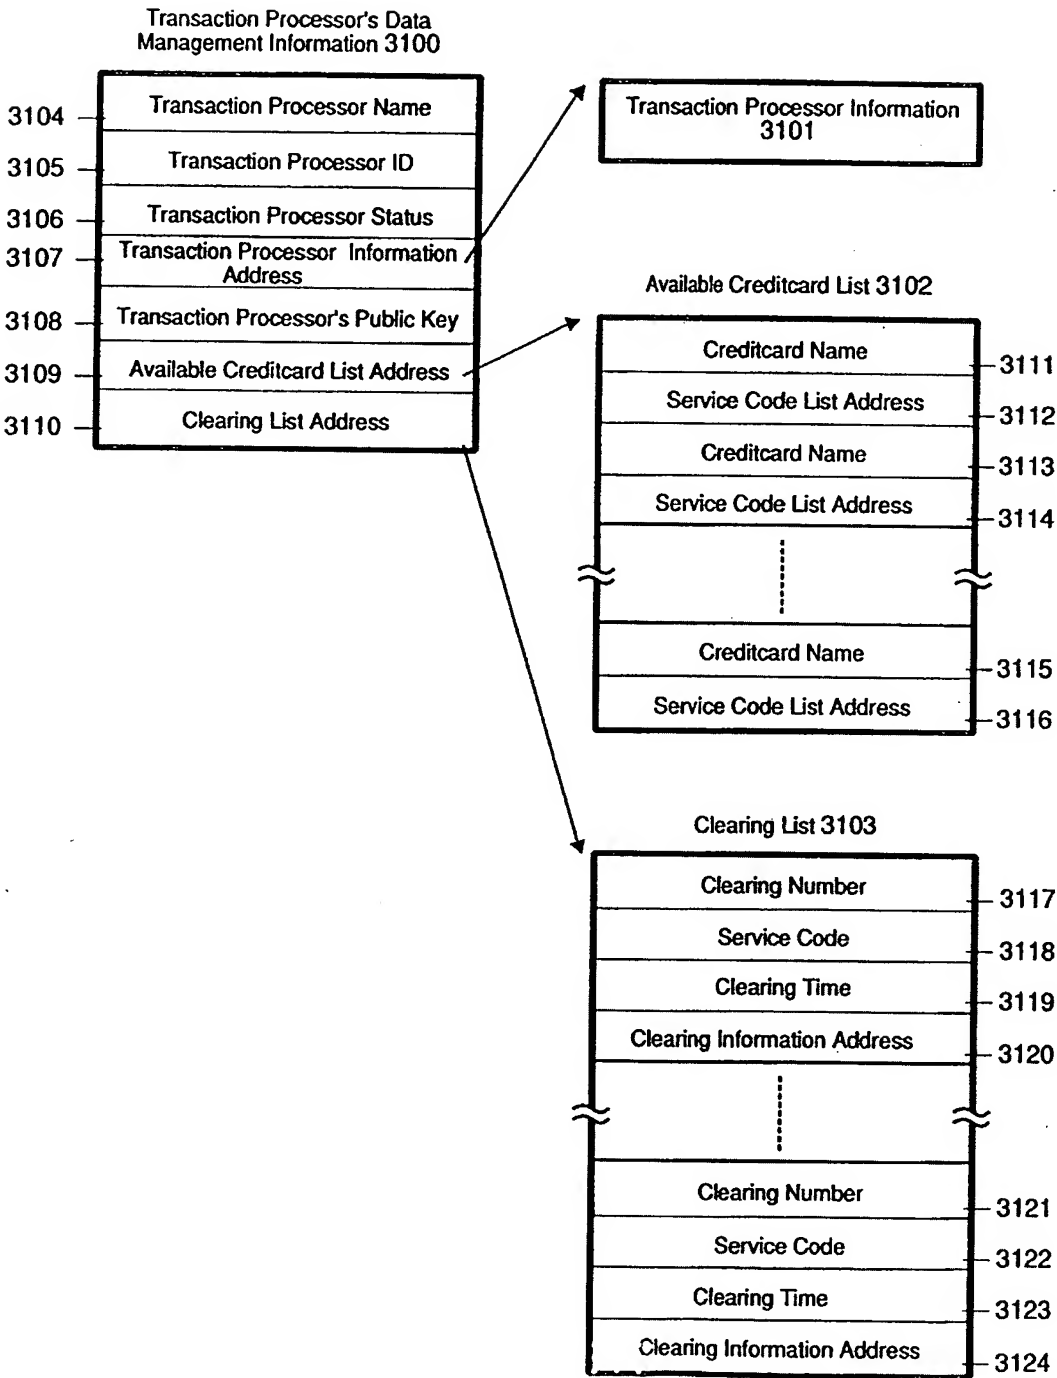 Transaction Processor's Data
Management Information 3100
3104
Transaction Processor Name
3105
Transaction Processor ID
3106
Transaction Processor Status
3107
Transaction Processor Information
Address
3108
Transaction Processor's Public Key
3109
Available Creditcard List Address
3110
Clearing List Address
Transaction Processor Information
3101
Available Creditcard List 3102
Creditcard Name
3111
Service Code List Address
3112
Creditcard Name
3113
Service Code List Address
3114
Creditcard Name
3115
Service Code List Address
3116
Clearing List 3103
Clearing Number
3117
Service Code
3118
Clearing Time
3119
Clearing Information Address
3120
Clearing Number
3121
Service Code
3122
Clearing Time
3123
Clearing Information Address
3124